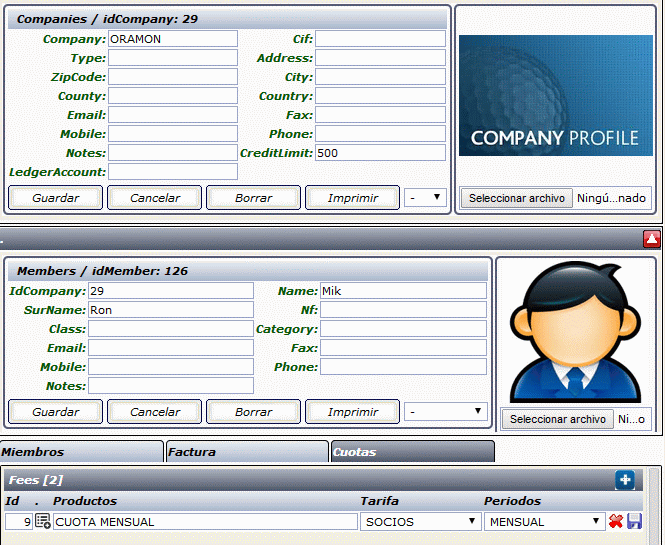 Companies / idCompany: 29
Company: ORAMON Cif:
Type: Address:
ZipCode: City:
County: Country:
Email: Fax:
Mobile: Phone:
Notes: CreditLimit: 500
LedgerAccount:
Guardar Cancelar Borrar Imprimir -
COMPANY PROFILE
Seleccionar archivo Ningú...nado
.
Members / idMember: 126
IdCompany: 29 Name: Mik
SurName: Ron Nf:
Class: Category:
Email: Fax:
Mobile: Phone:
Notes:
Guardar Cancelar Borrar Imprimir -
Seleccionar archivo Ni...o
Miembros Factura Cuotas
Fees [2]
Id . Productos Tarifa Periodos
9 CUOTA MENSUAL SOCIOS MENSUAL